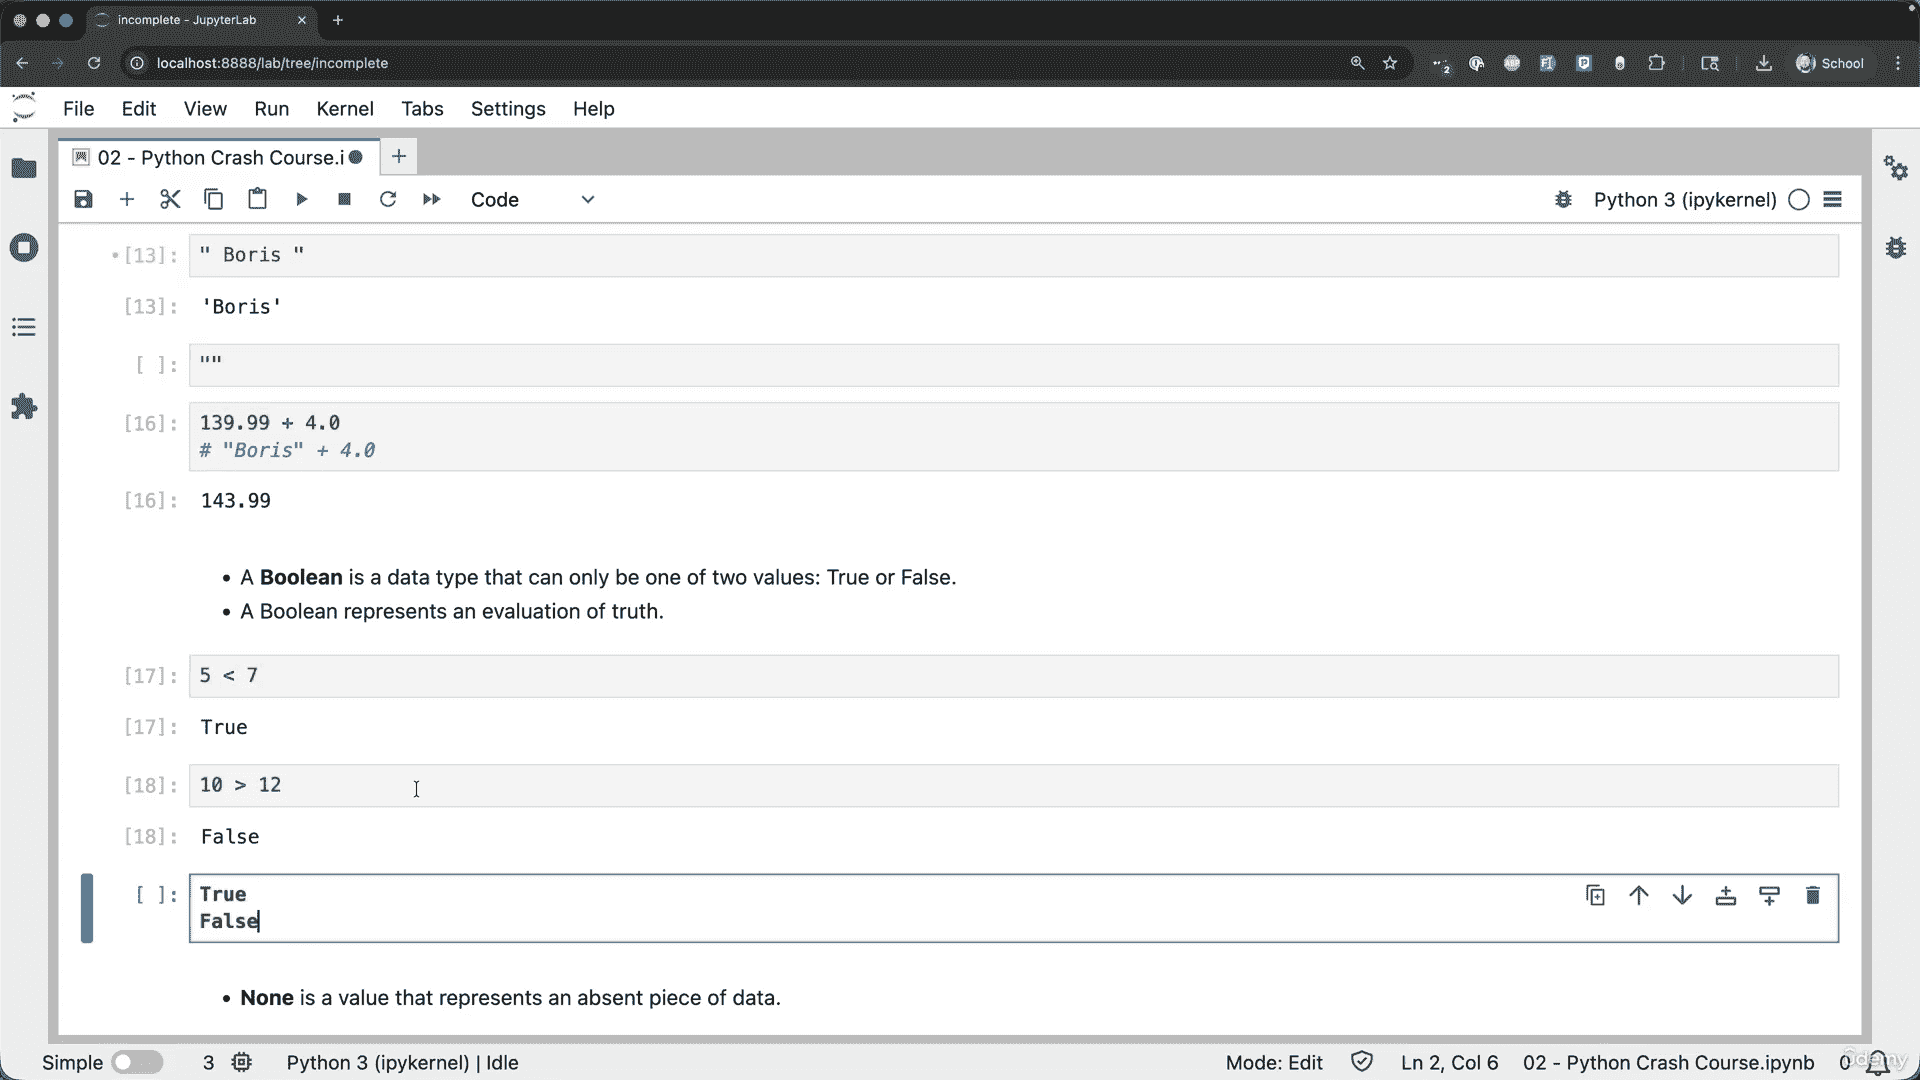 incomplete - JupyterLab
localhost:8888/lab/tree/incomplete
2
School
File Edit View Run Kernel Tabs Settings Help
02 - Python Crash Course.i
Code
Python 3 (ipykernel)
[13]: " Boris "
[13]: 'Boris'
[ ]: ""
[16]: 139.99 + 4.0
# "Boris" + 4.0
[16]: 143.99
• A Boolean is a data type that can only be one of two values: True or False.
• A Boolean represents an evaluation of truth.
[17]: 5 < 7
[17]: True
[18]: 10 > 12
[18]: False
[ ]: True
False
• None is a value that represents an absent piece of data.
Simple 3 Python 3 (ipykernel) | Idle Mode: Edit Ln 2, Col 6 02 - Python Crash Course.ipynb 0
Udemy